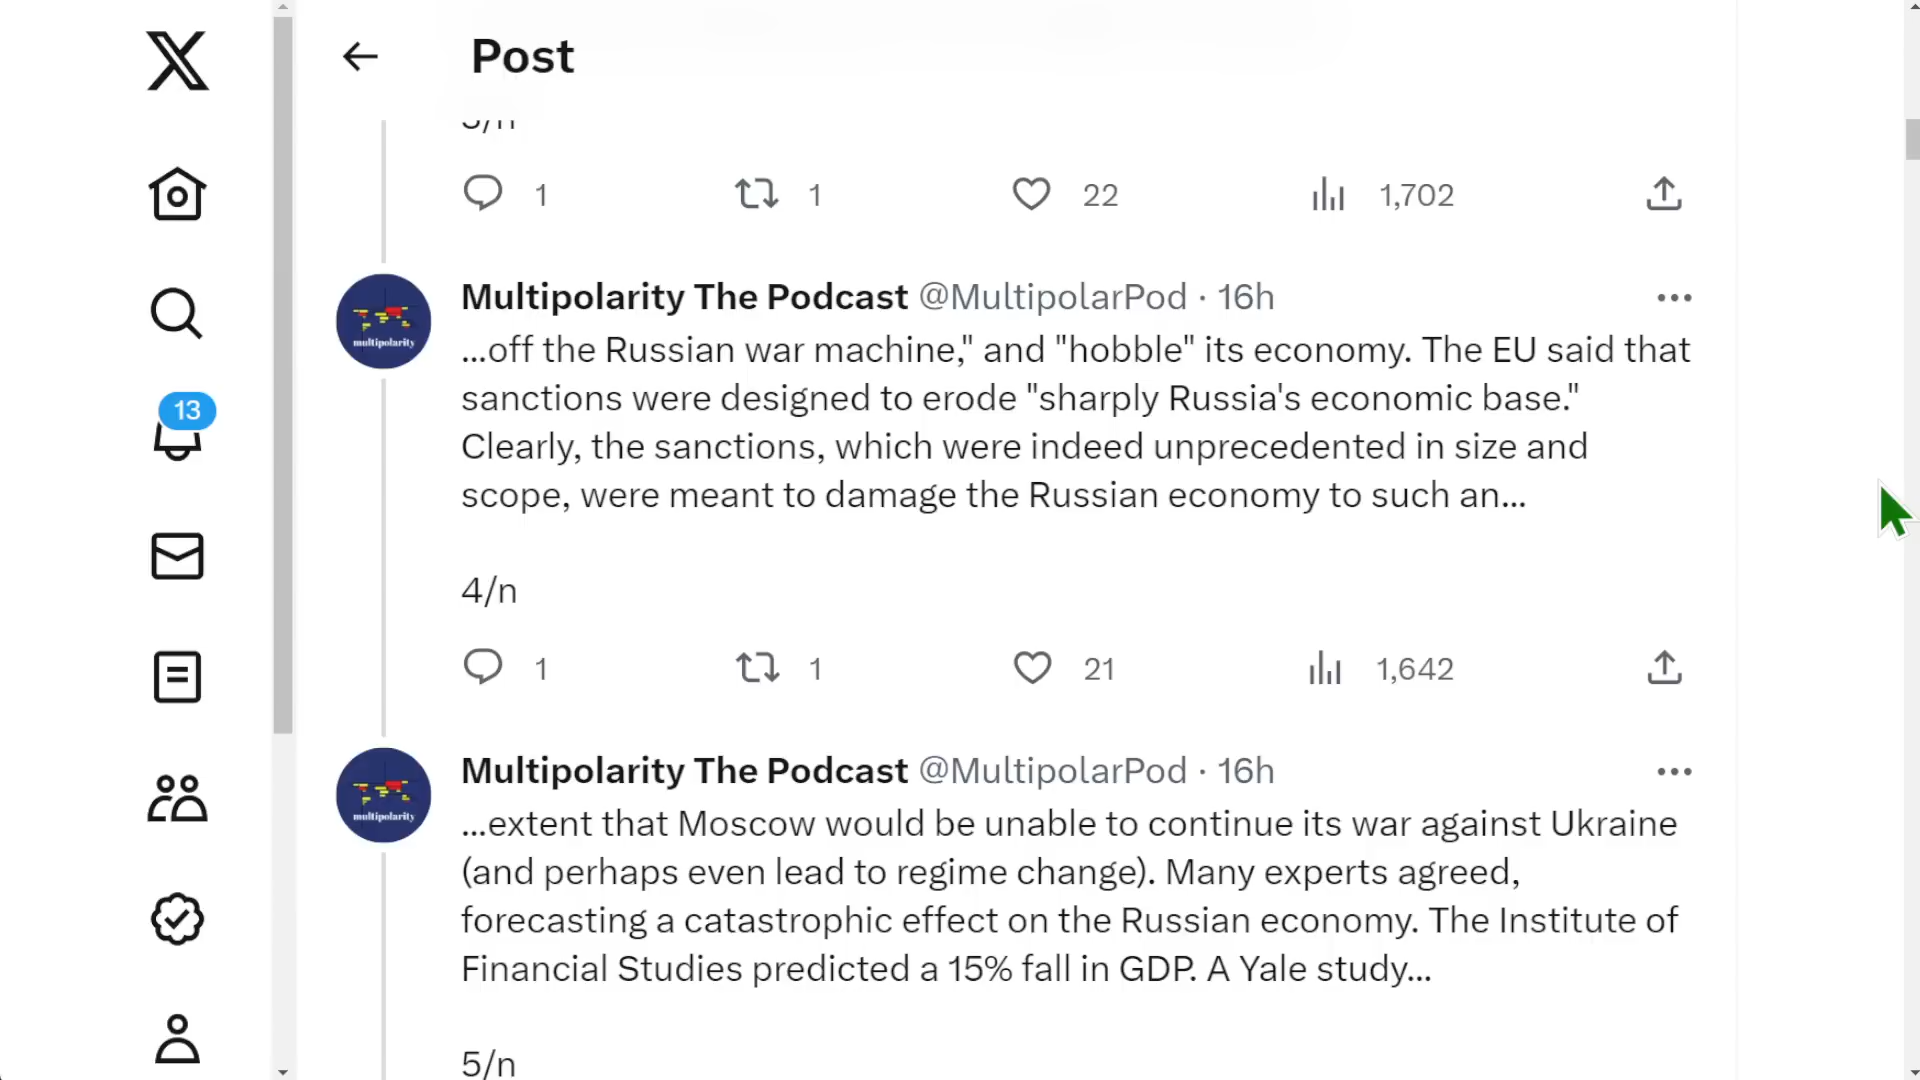 Post
3/n
1 1 22 1,702
Multipolarity The Podcast @MultipolarPod · 16h
multipolarity
...off the Russian war machine," and "hobble" its economy. The EU said that
sanctions were designed to erode "sharply Russia's economic base."
Clearly, the sanctions, which were indeed unprecedented in size and
scope, were meant to damage the Russian economy to such an...
4/n
1 1 21 1,642
13
Multipolarity The Podcast @MultipolarPod · 16h
multipolarity
...extent that Moscow would be unable to continue its war against Ukraine
(and perhaps even lead to regime change). Many experts agreed,
forecasting a catastrophic effect on the Russian economy. The Institute of
Financial Studies predicted a 15% fall in GDP. A Yale study...
5/n